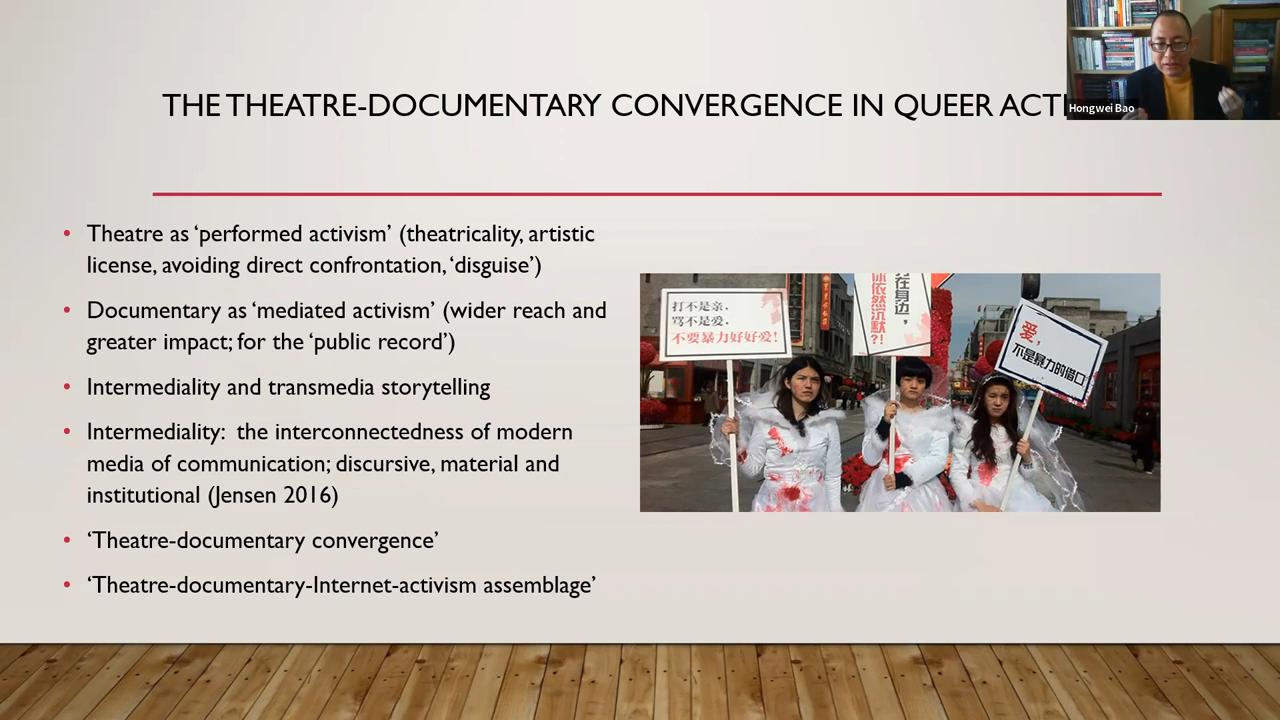 THE THEATRE-DOCUMENTARY CONVERGENCE IN QUEER
Hongwei Bao
• Theatre as ‘performed activism’ (theatricality, artistic
license, avoiding direct confrontation, ‘disguise’)
• Documentary as ‘mediated activism’ (wider reach and
greater impact; for the ‘public record’)
• Intermediality and transmedia storytelling
• Intermediality:  the interconnectedness of modern
media of communication; discursive, material and
institutional (Jensen 2016)
• ‘Theatre-documentary convergence’
• ‘Theatre-documentary-Internet-activism assemblage’
打不是亲,
骂不是爱,
不要暴力好好爱!
在身边,
你依然沉默?!
爱,
不是暴力的借口